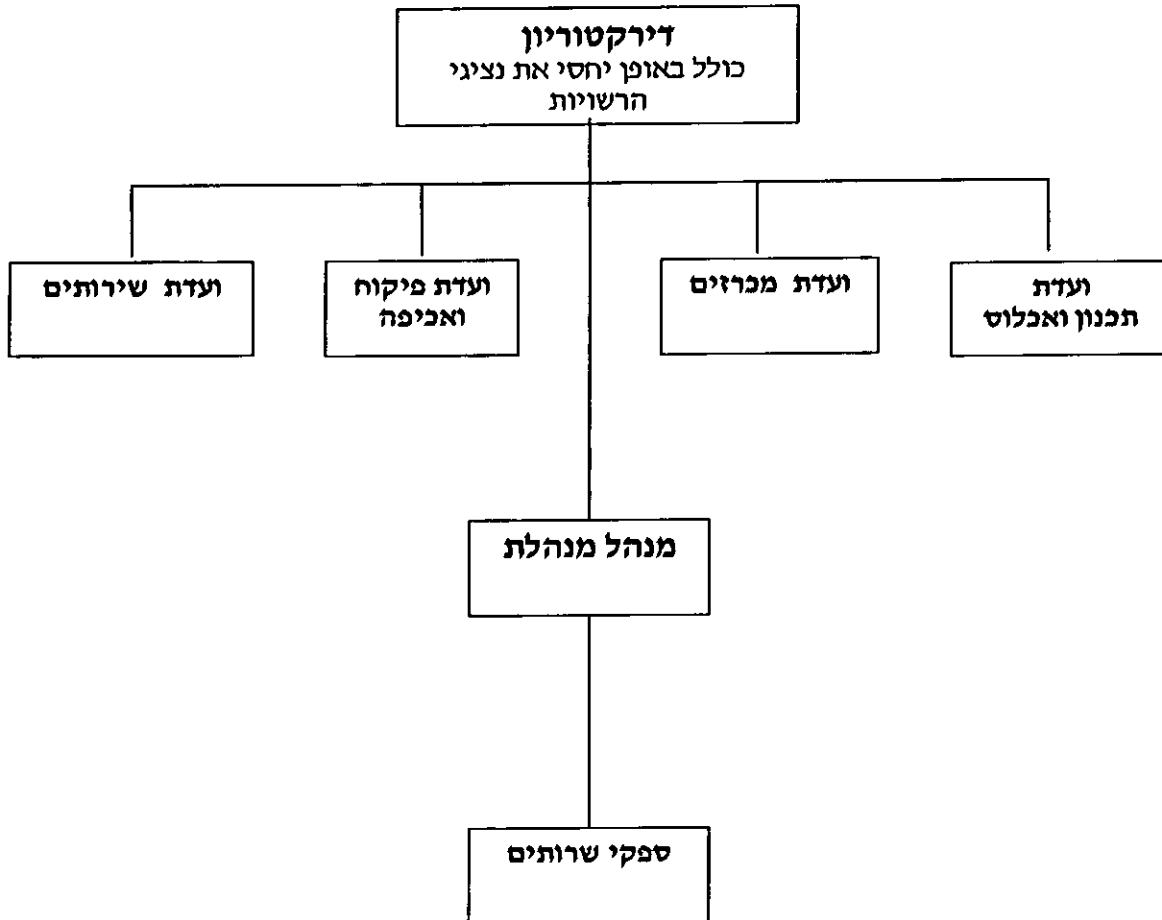 דירקטוריון
כולל באופן יחסי את נציגי
הרשויות
ועדת
תכנון ואכלוס
ועדת מכרזים
ועדת פיקוח
ואכיפה
ועדת שירותים
מנהל מנהלת
ספקי שרותים